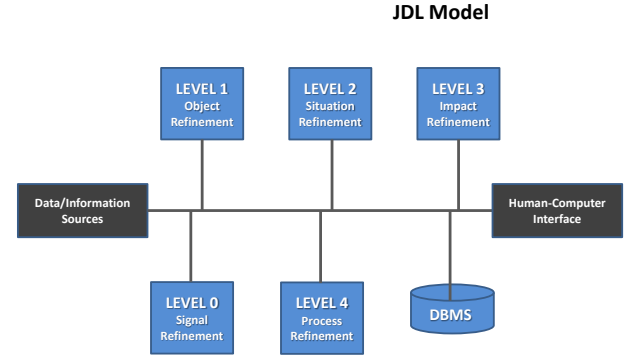 JDL Model
LEVEL 1
Object
Refinement
LEVEL 2
Situation
Refinement
LEVEL 3
Impact
Refinement
Data/Information
Sources
Human-Computer
Interface
LEVEL 0
Signal
Refinement
LEVEL 4
Process
Refinement
DBMS